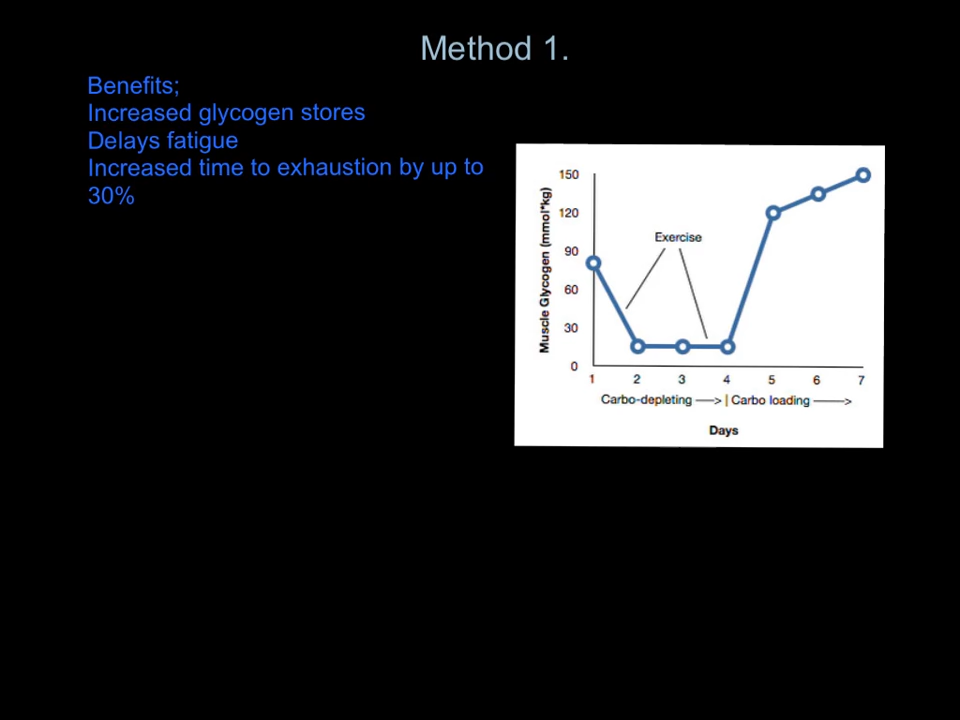 Method 1.
Benefits;
Increased glycogen stores
Delays fatigue
Increased time to exhaustion by up to
30%
Muscle Glycogen (mmol*kg)
150
120
90
60
30
0
Exercise
1 2 3 4 5 6 7
Carbo-depleting —> | Carbo loading —>
Days